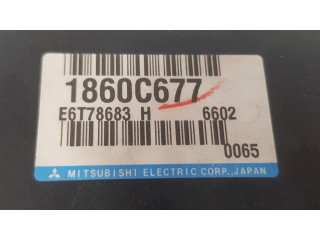 1860C677
E6T78683 H 6602
0065
MITSUBISHI ELECTRIC CORP.,JAPAN